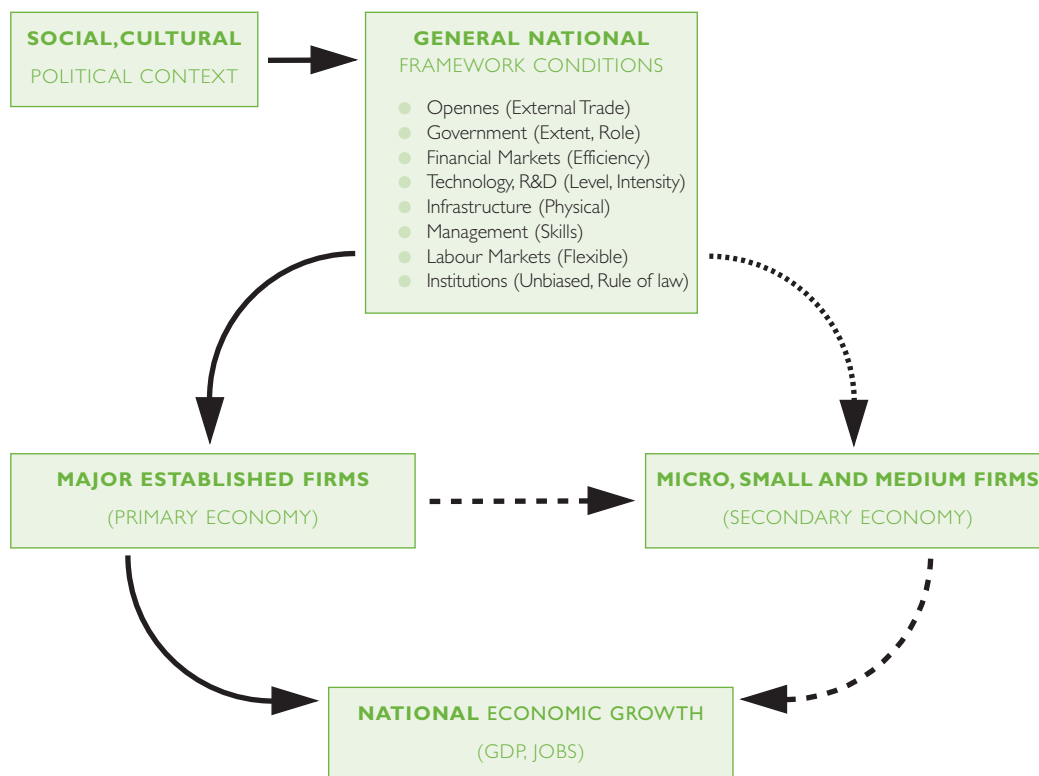 SOCIAL, CULTURAL
POLITICAL CONTEXT
GENERAL NATIONAL
FRAMEWORK CONDITIONS
Opennes (External Trade)
Government (Extent, Role)
Financial Markets (Efficiency)
Technology, R&D (Level, Intensity)
Infrastructure (Physical)
Management (Skills)
Labour Markets (Flexible)
Institutions (Unbiased, Rule of law)
MAJOR ESTABLISHED FIRMS
(PRIMARY ECONOMY)
MICRO, SMALL AND MEDIUM FIRMS
(SECONDARY ECONOMY)
NATIONAL ECONOMIC GROWTH
(GDP, JOBS)